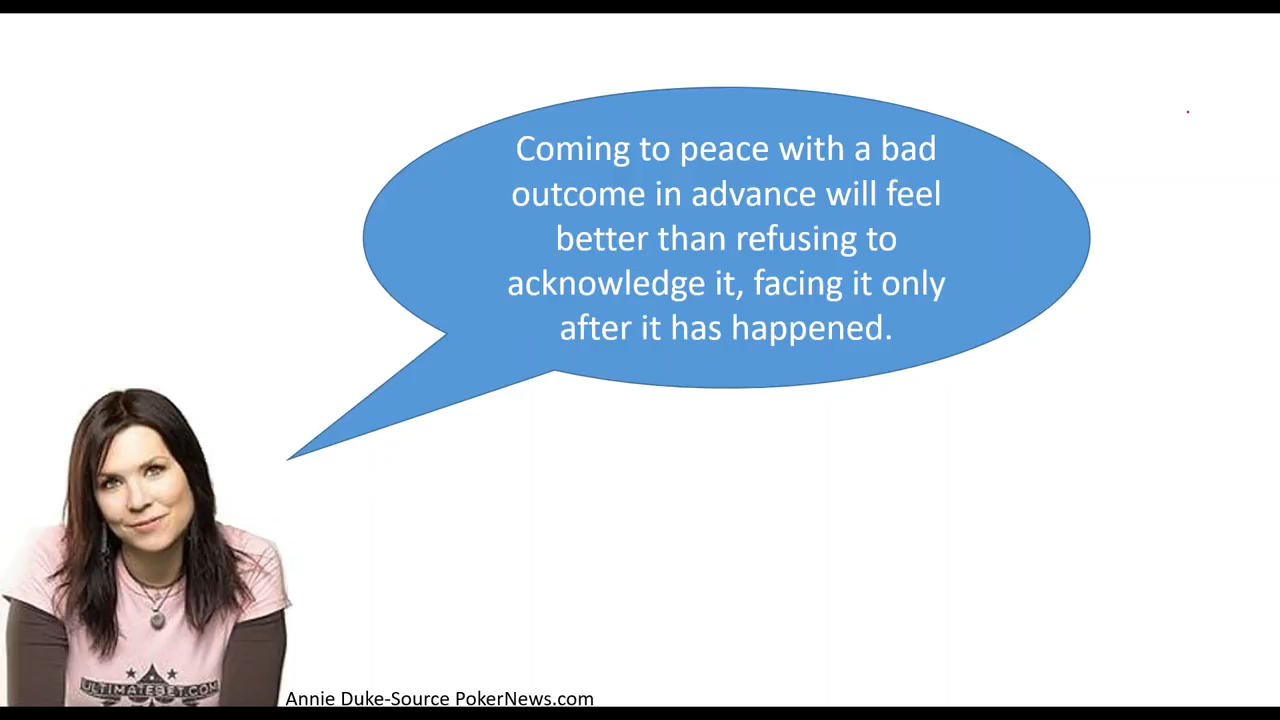 Coming to peace with a bad
outcome in advance will feel
better than refusing to
acknowledge it, facing it only
after it has happened.
ULTIMATEBET.COM
Annie Duke-Source PokerNews.com